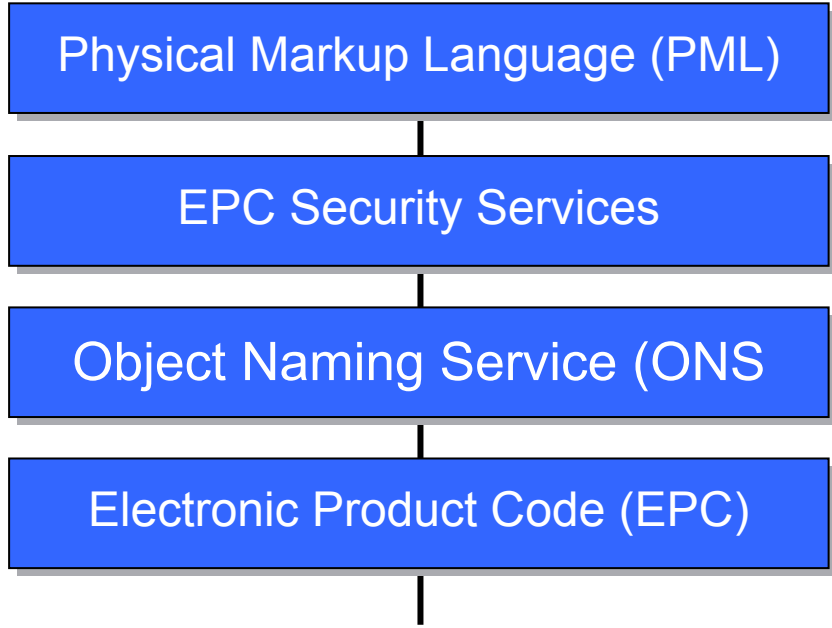 Physical Markup Language (PML)
EPC Security Services
Object Naming Service (ONS
Electronic Product Code (EPC)